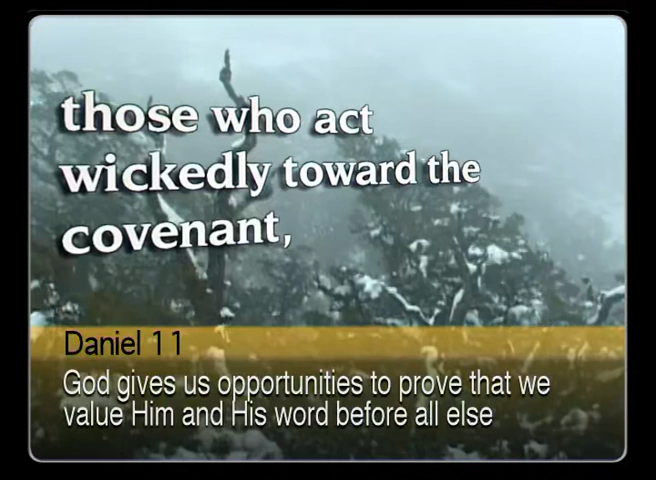 those who act
wickedly toward the
covenant,
Daniel 11
God gives us opportunities to prove that we
value Him and His word before all else